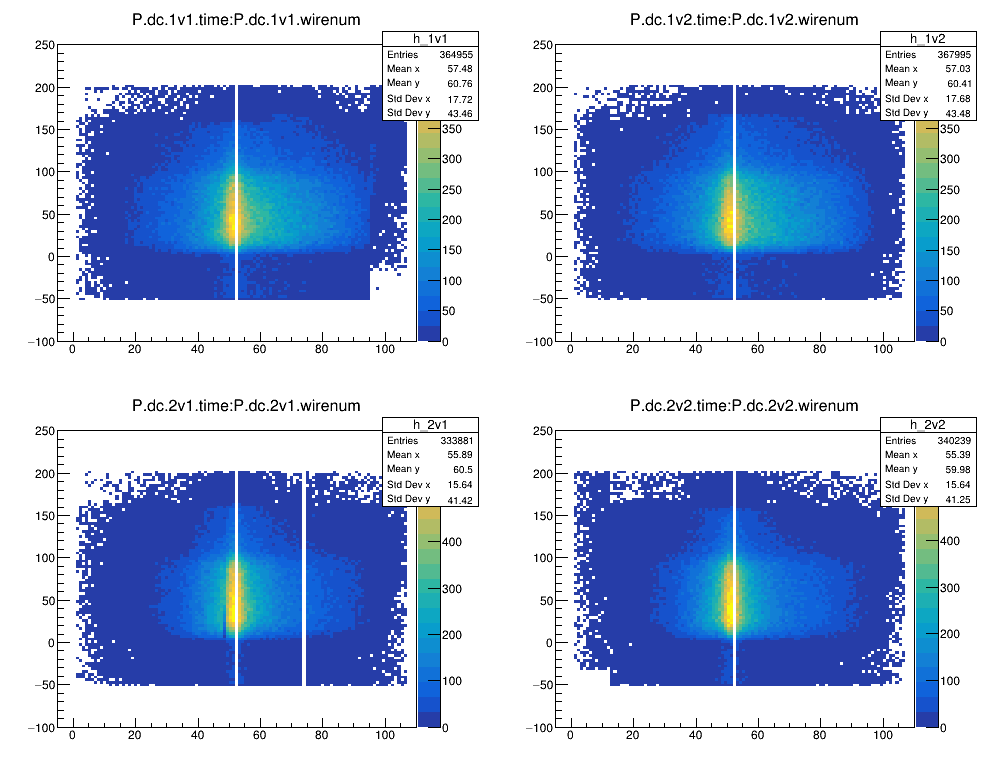 P.dc.1v1.time:P.dc.1v1.wirenum
h_1v1
Entries 364955
Mean x 57.48
Mean y 60.76
Std Dev x 17.72
Std Dev y 43.46
250
200
150
100
50
0
−50
−100
0 20 40 60 80 100
350
300
250
200
150
100
50
0
P.dc.1v2.time:P.dc.1v2.wirenum
h_1v2
Entries 367995
Mean x 57.03
Mean y 60.41
Std Dev x 17.68
Std Dev y 43.48
250
200
150
100
50
0
−50
−100
0 20 40 60 80 100
350
300
250
200
150
100
50
0
P.dc.2v1.time:P.dc.2v1.wirenum
h_2v1
Entries 333881
Mean x 55.89
Mean y 60.5
Std Dev x 15.64
Std Dev y 41.42
250
200
150
100
50
0
−50
−100
0 20 40 60 80 100
400
300
200
100
0
P.dc.2v2.time:P.dc.2v2.wirenum
h_2v2
Entries 340239
Mean x 55.39
Mean y 59.98
Std Dev x 15.64
Std Dev y 41.25
250
200
150
100
50
0
−50
−100
0 20 40 60 80 100
400
300
200
100
0